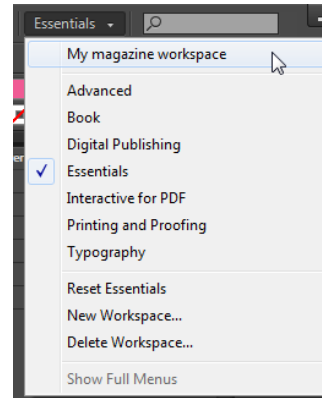 Essentials
My magazine workspace
Advanced
Book
Digital Publishing
Essentials
Interactive for PDF
Printing and Proofing
Typography
Reset Essentials
New Workspace...
Delete Workspace...
Show Full Menus